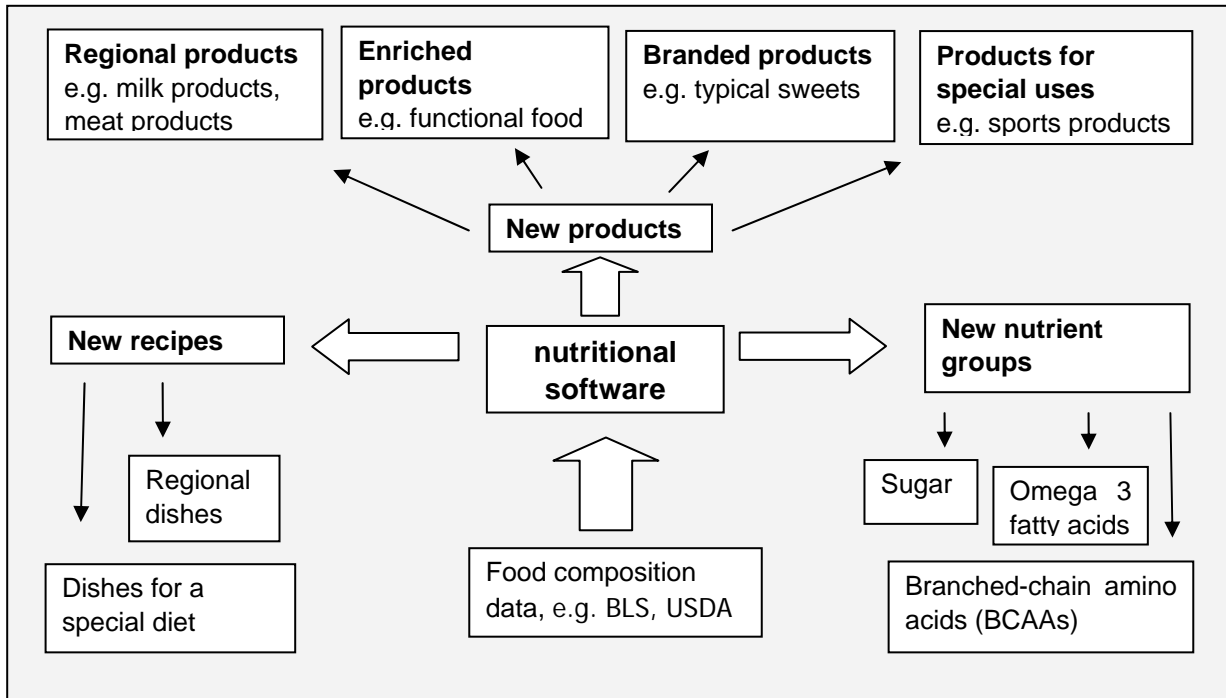 Regional products
e.g. milk products,
meat products
Enriched
products
e.g. functional food
Branded products
e.g. typical sweets
Products for
special uses
e.g. sports products
New products
New recipes
nutritional
software
New nutrient
groups
Regional
dishes
Dishes for a
special diet
Food composition
data, e.g. BLS, USDA
Sugar
Omega 3
fatty acids
Branched-chain amino
acids (BCAAs)